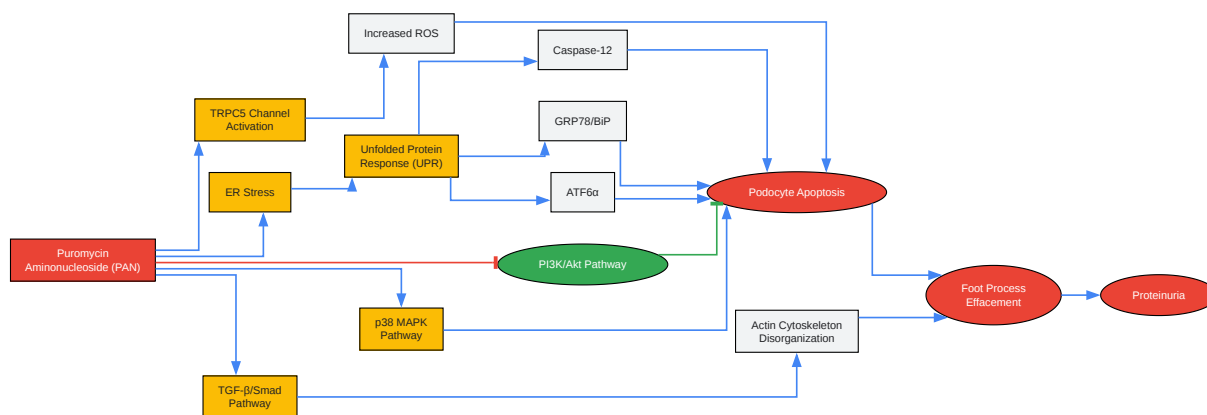 Increased ROS
Caspase-12
TRPC5 Channel
Activation
GRP78/BiP
Unfolded Protein
Response (UPR)
ER Stress
ATF6α
Podocyte Apoptosis
Puromycin
Aminonucleoside (PAN)
PI3K/Akt Pathway
Foot Process
Effacement
Proteinuria
p38 MAPK
Pathway
Actin Cytoskeleton
Disorganization
TGF-β/Smad
Pathway